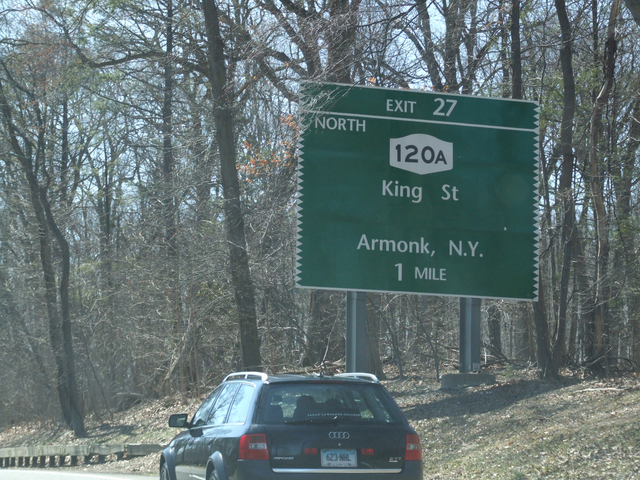 EXIT 27
NORTH
120A
King St
Armonk, N.Y.
1 MILE